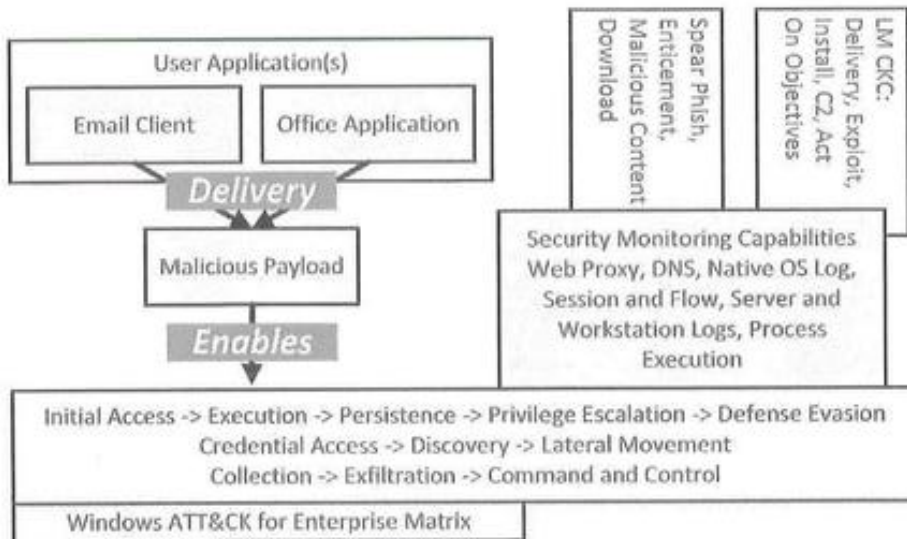 User Application(s)
Email Client
Office Application
Delivery
Malicious Payload
Enables
Spear Phish,
Enticement,
Malicious Content
Download
LM CKC:
Delivery, Exploit,
Install, C2, Act
On Objectives
Security Monitoring Capabilities
Web Proxy, DNS, Native OS Log,
Session and Flow, Server and
Workstation Logs, Process
Execution
Initial Access -> Execution -> Persistence -> Privilege Escalation -> Defense Evasion
Credential Access -> Discovery -> Lateral Movement
Collection -> Exfiltration -> Command and Control
Windows ATT&CK for Enterprise Matrix